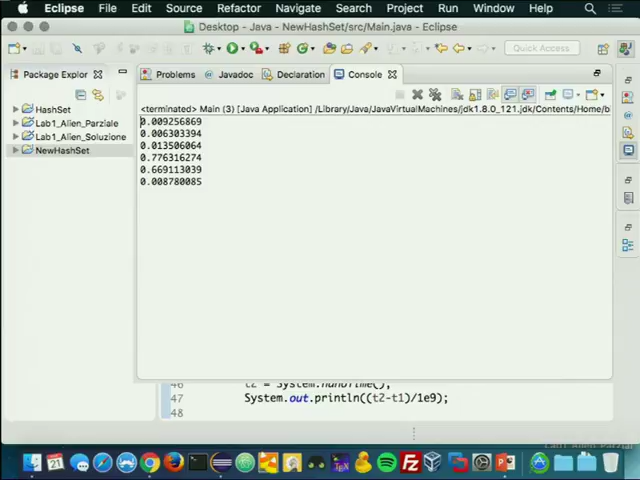 Eclipse File Edit Source Refactor Navigate Search Project Run Window Help
Desktop - Java - NewHashSet/src/Main.java - Eclipse
Quick Access
Package Explor
Problems Javadoc Declaration Console
<terminated> Main (3) [Java Application] /Library/Java/JavaVirtualMachines/jdk1.8.0_121.jdk/Contents/Home/b
HashSet
Lab1_Alien_Parziale
Lab1_Alien_Soluzione
NewHashSet
0.009256869
0.006303394
0.013506064
0.776316274
0.669113039
0.008780085
46 t2 = System.nanoTime();
47 System.out.println((t2-t1)/1e9);
48